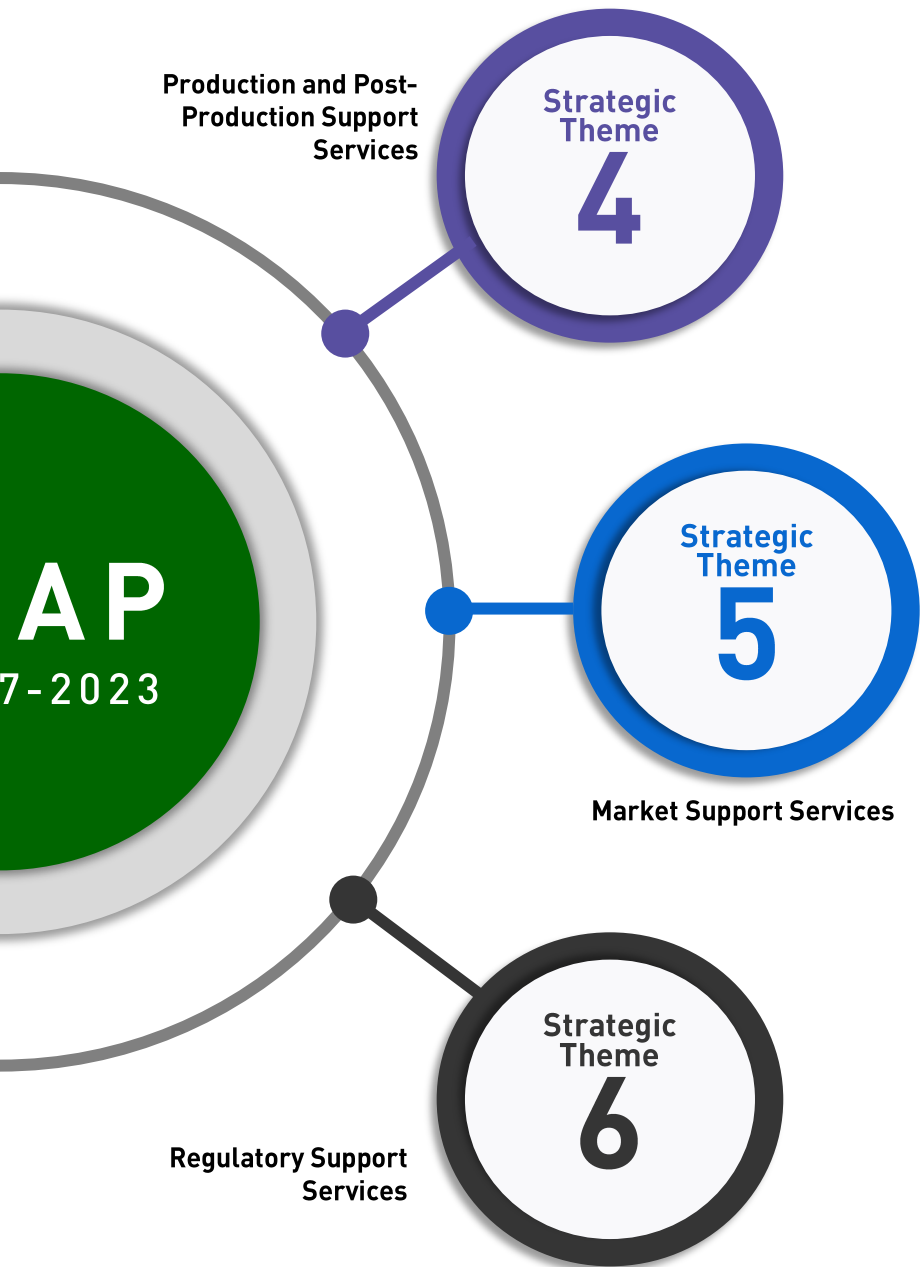 Production and Post-
Production Support
Services
Strategic
Theme
4
AP
7-2023
Strategic
Theme
5
Market Support Services
Strategic
Theme
6
Regulatory Support
Services